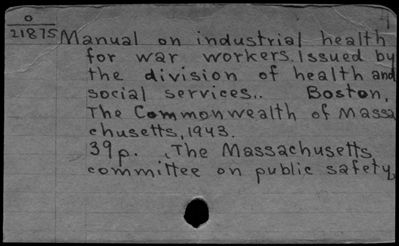 O
21875 Manual on industrial health
for war workers. Issued by
the division of health and
social services.. Boston,
The Commonwealth of Massa
chusetts, 1943.
39p. The Massachusetts
committee on public safety.